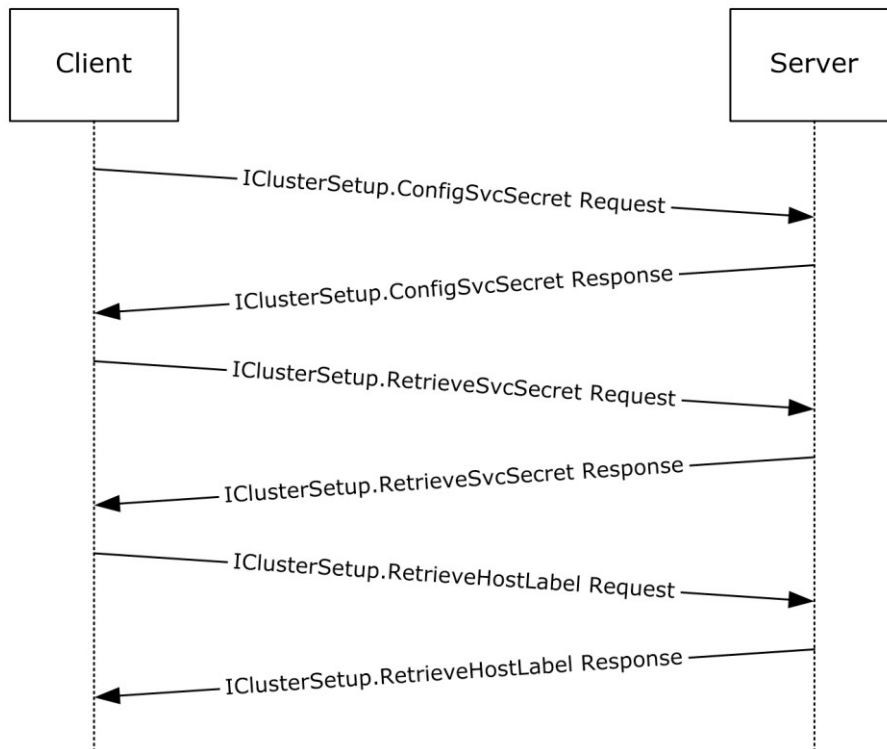 Client
Server
IClusterSetup.ConfigSvcSecret Request
IClusterSetup.ConfigSvcSecret Response
IClusterSetup.RetrieveSvcSecret Request
IClusterSetup.RetrieveSvcSecret Response
IClusterSetup.RetrieveHostLabel Request
IClusterSetup.RetrieveHostLabel Response